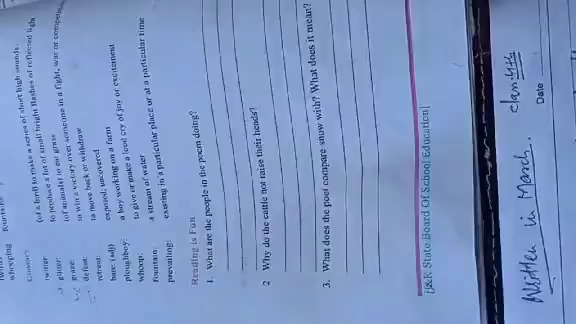 twitter
whooping
Glossary
twitter (of a bird) to make a series of short high sounds
glitter: to produce a lot of small bright flashes of reflected light
graze: (of animals) to eat grass
defeat: to win a victory over someone in a fight, war or
retreat: to move back or withdraw
bare (adj) exposed; uncovered
ploughboy: a boy working on a farm
whoop: to give or make a loud cry of joy or excitement
fountain: a stream of water
prevailing: existing in a particular place or at a particular time
Reading is Fun
1. What are the people in the poem doing?
2 Why do the cattle not raise their heads?
3. What does the poet compare snow with? What does it mean?
[J&K State Board Of School Education]
Date
Written in March.